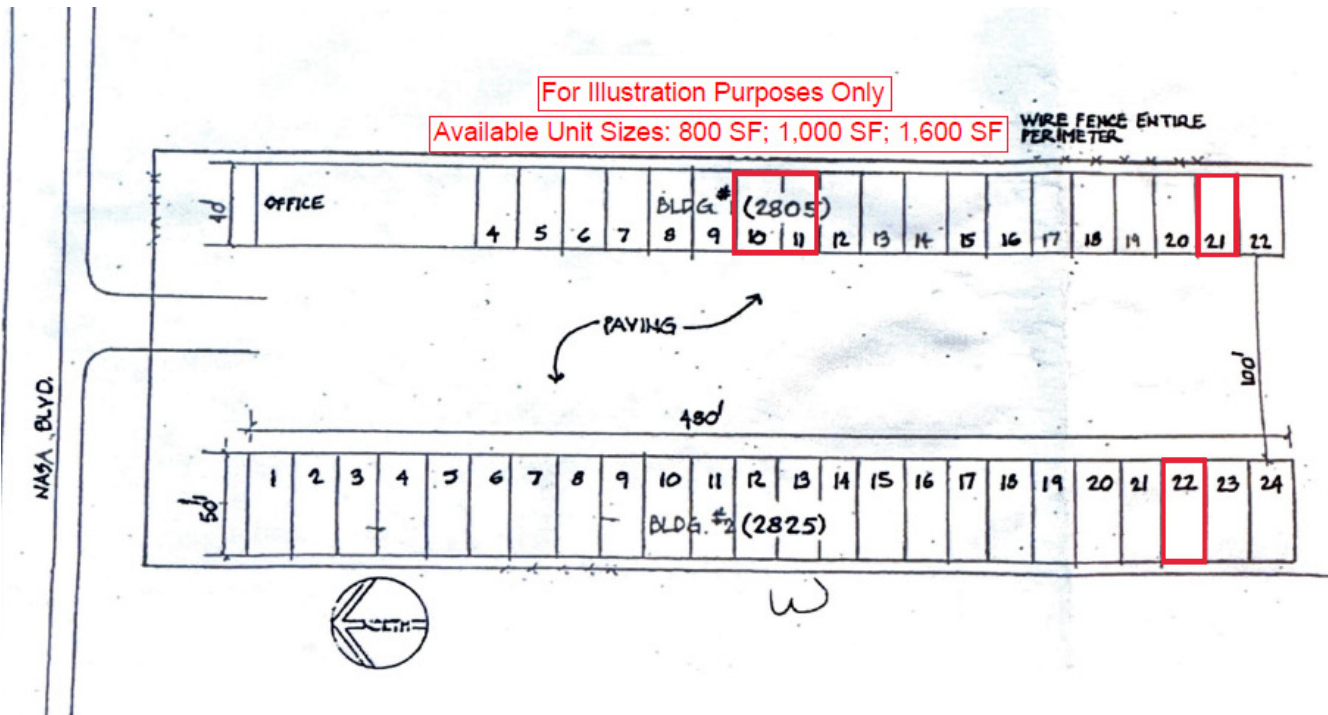 For Illustration Purposes Only
Available Unit Sizes: 800 SF; 1,000 SF; 1,600 SF
WIRE FENCE ENTIRE
PERIMETER
40'
OFFICE
BLDG. # (2805)
4 5 6 7 8 9 10 11 12 13 14 15 16 17 18 19 20 21 22
PAVING
100'
480'
NASA BLVD.
50'
1 2 3 4 5 6 7 8 9 10 11 12 13 14 15 16 17 18 19 20 21 22 23 24
BLDG. #2 (2825)
NORTH
W